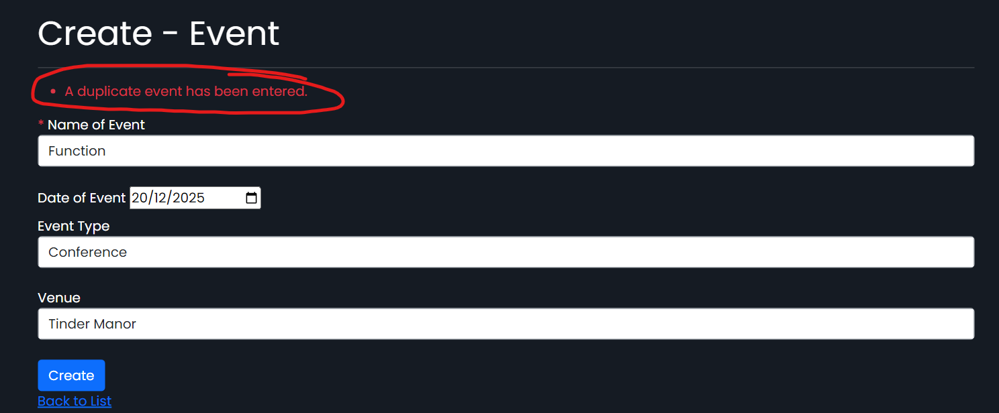 Create - Event
• A duplicate event has been entered.
* Name of Event
Function
Date of Event 20/12/2025
Event Type
Conference
Venue
Tinder Manor
Create
Back to List